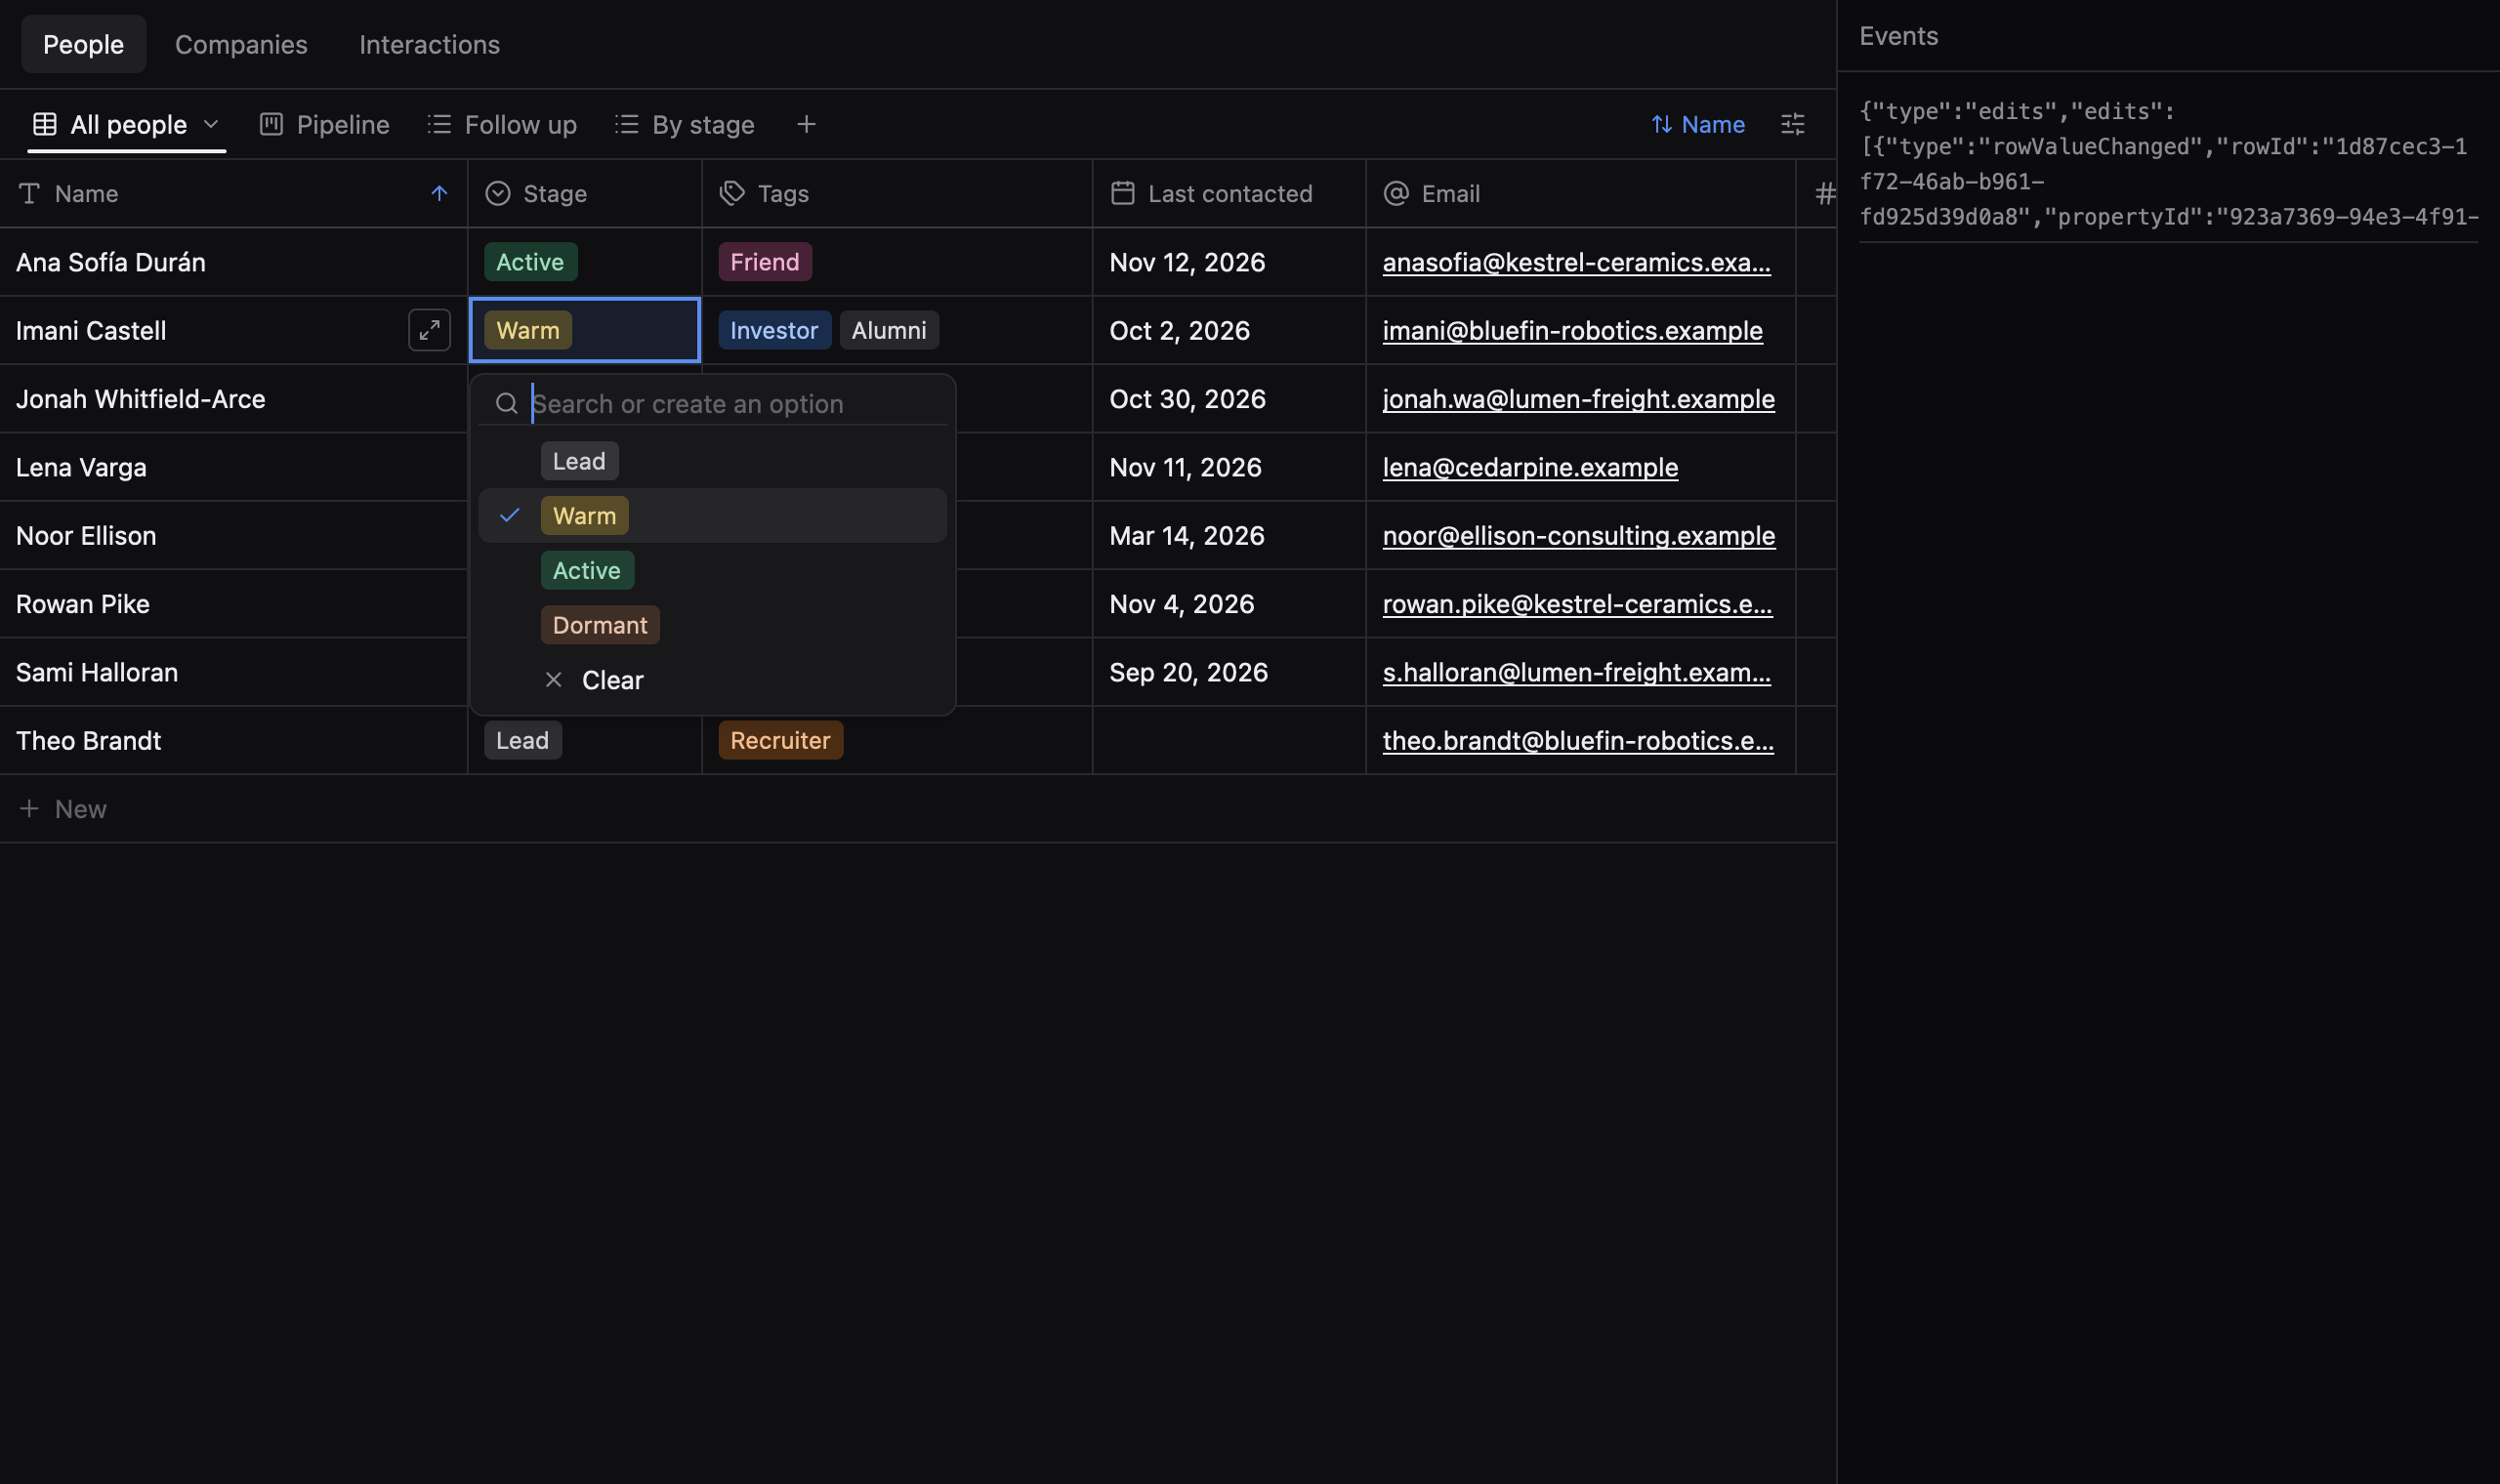 People Companies Interactions
Events
All people Pipeline Follow up By stage + Name
{"type":"edits","edits":
[{"type":"rowValueChanged","rowId":"1d87cec3-1
f72-46ab-b961-
fd925d39d0a8","propertyId":"923a7369-94e3-4f91-
Name Stage Tags Last contacted Email #
Ana Sofía Durán Active Friend Nov 12, 2026 anasofia@kestrel-ceramics.exa...
Imani Castell Warm Investor Alumni Oct 2, 2026 imani@bluefin-robotics.example
Jonah Whitfield-Arce Oct 30, 2026 jonah.wa@lumen-freight.example
Search or create an option
Lead
Lena Varga Nov 11, 2026 lena@cedarpine.example
Warm
Noor Ellison Mar 14, 2026 noor@ellison-consulting.example
Active
Rowan Pike Nov 4, 2026 rowan.pike@kestrel-ceramics.e...
Dormant
Sami Halloran Sep 20, 2026 s.halloran@lumen-freight.exam...
Clear
Theo Brandt Lead Recruiter theo.brandt@bluefin-robotics.e...
+ New